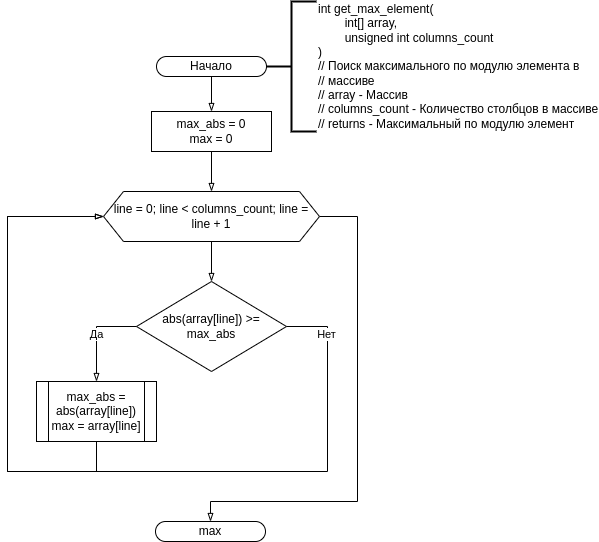 int get_max_element(
int[] array,
unsigned int columns_count
)
// Поиск максимального по модулю элемента в
// массиве
// array - Массив
// columns_count - Количество столбцов в массиве
// returns - Максимальный по модулю элемент
Начало
max_abs = 0
max = 0
line = 0; line < columns_count; line =
line + 1
abs(array[line]) >=
max_abs
Да
Нет
max_abs =
abs(array[line])
max = array[line]
max